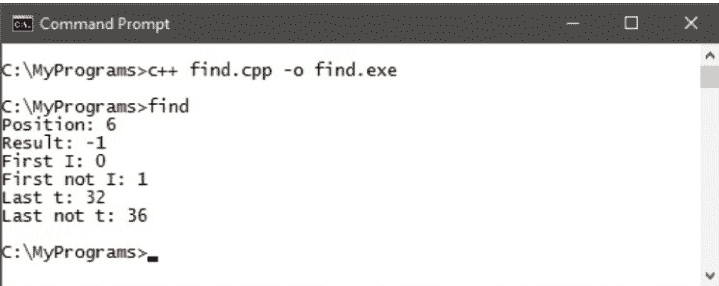 Command Prompt
C:\MyPrograms>c++ find.cpp -o find.exe
C:\MyPrograms>find
Position: 6
Result: -1
First I: 0
First not I: 1
Last t: 32
Last not t: 36
C:\MyPrograms>